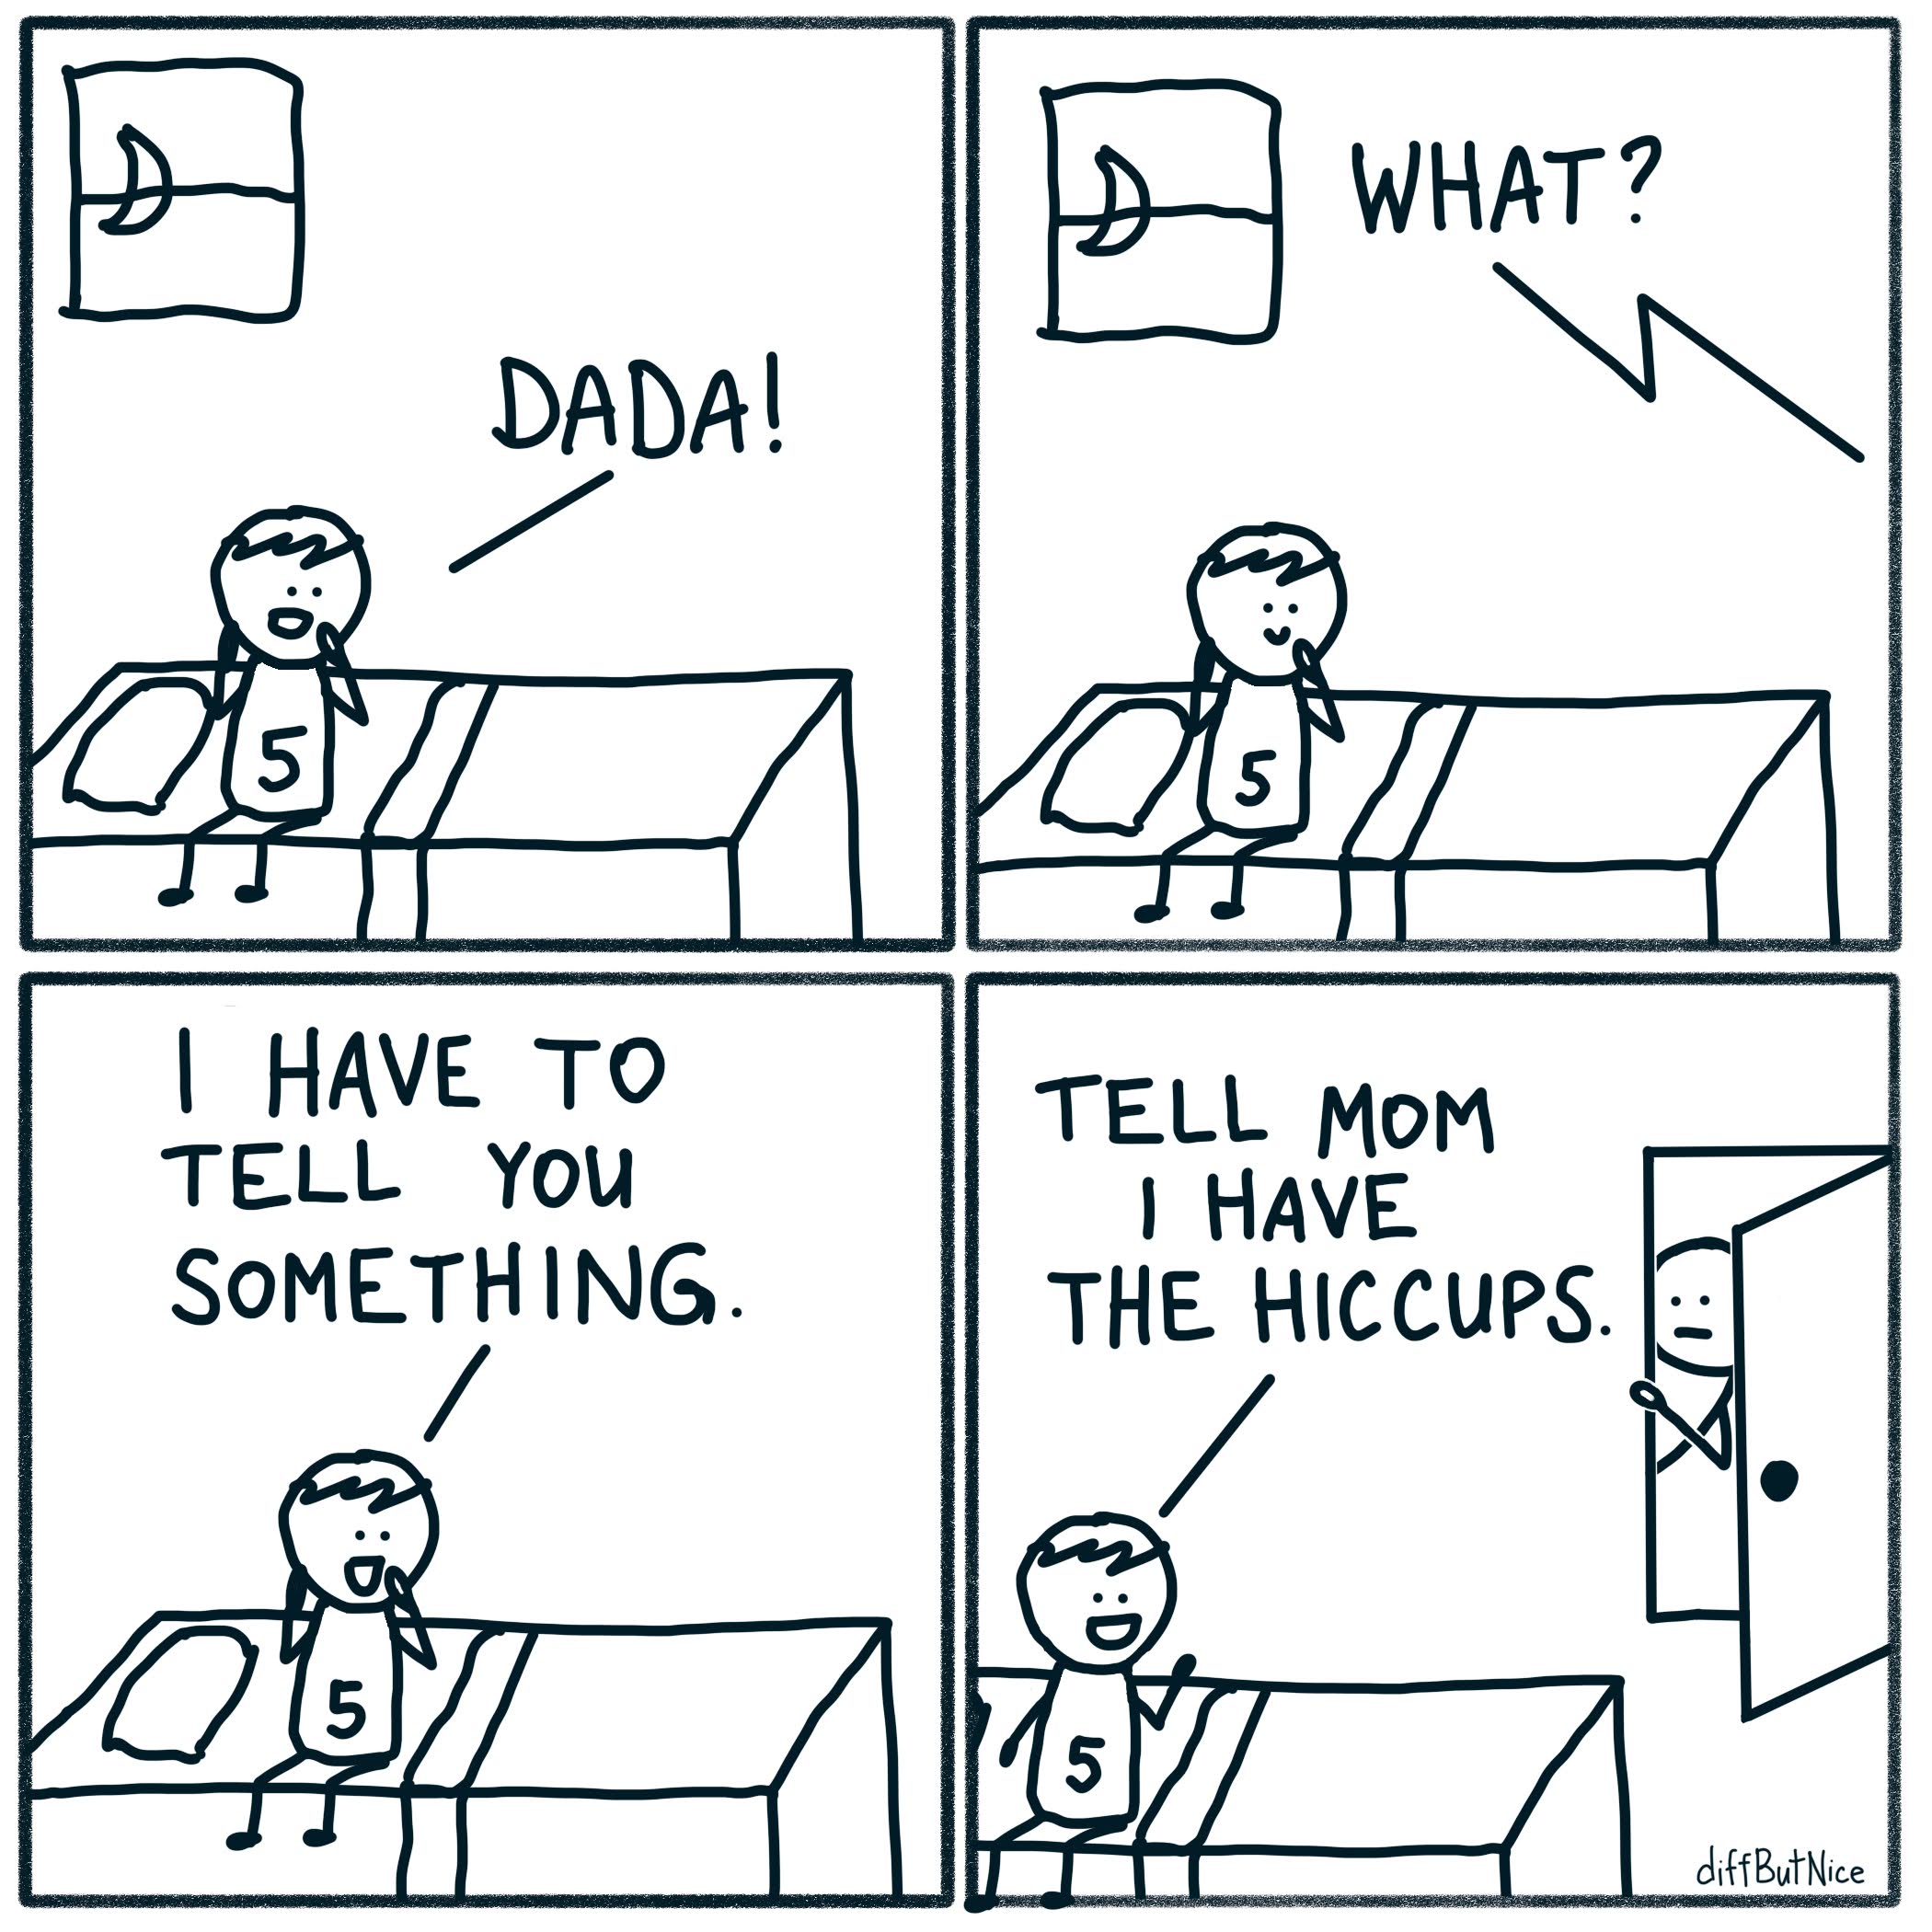 DADA!
5
WHAT?
5
I HAVE TO
TELL YOU
SOMETHING.
5
TELL MOM
I HAVE
THE HICCUPS.
5
diffButNice